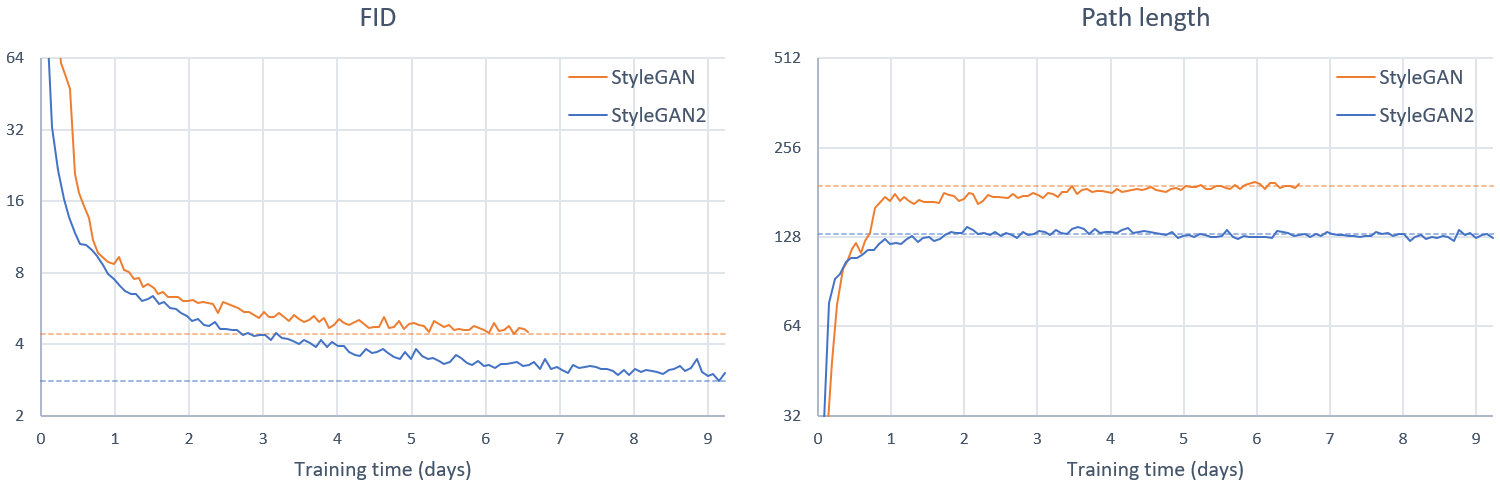 FID
64
32
16
8
4
2
StyleGAN
StyleGAN2
0 1 2 3 4 5 6 7 8 9
Training time (days)
Path length
512
256
128
64
32
StyleGAN
StyleGAN2
0 1 2 3 4 5 6 7 8 9
Training time (days)